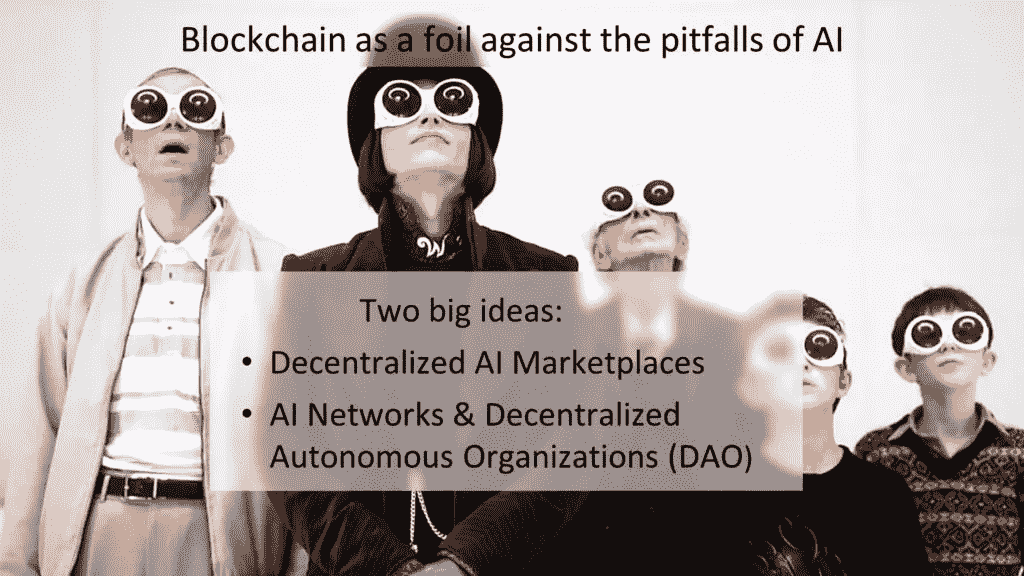 Blockchain as a foil against the pitfalls of AI
W
Two big ideas:
• Decentralized AI Marketplaces
• AI Networks & Decentralized
Autonomous Organizations (DAO)